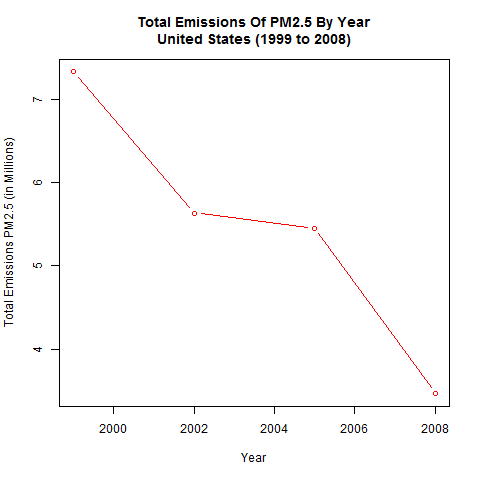 Total Emissions Of PM2.5 By Year
United States (1999 to 2008)
Total Emissions PM2.5 (in Millions)
7
6
5
4
2000 2002 2004 2006 2008
Year